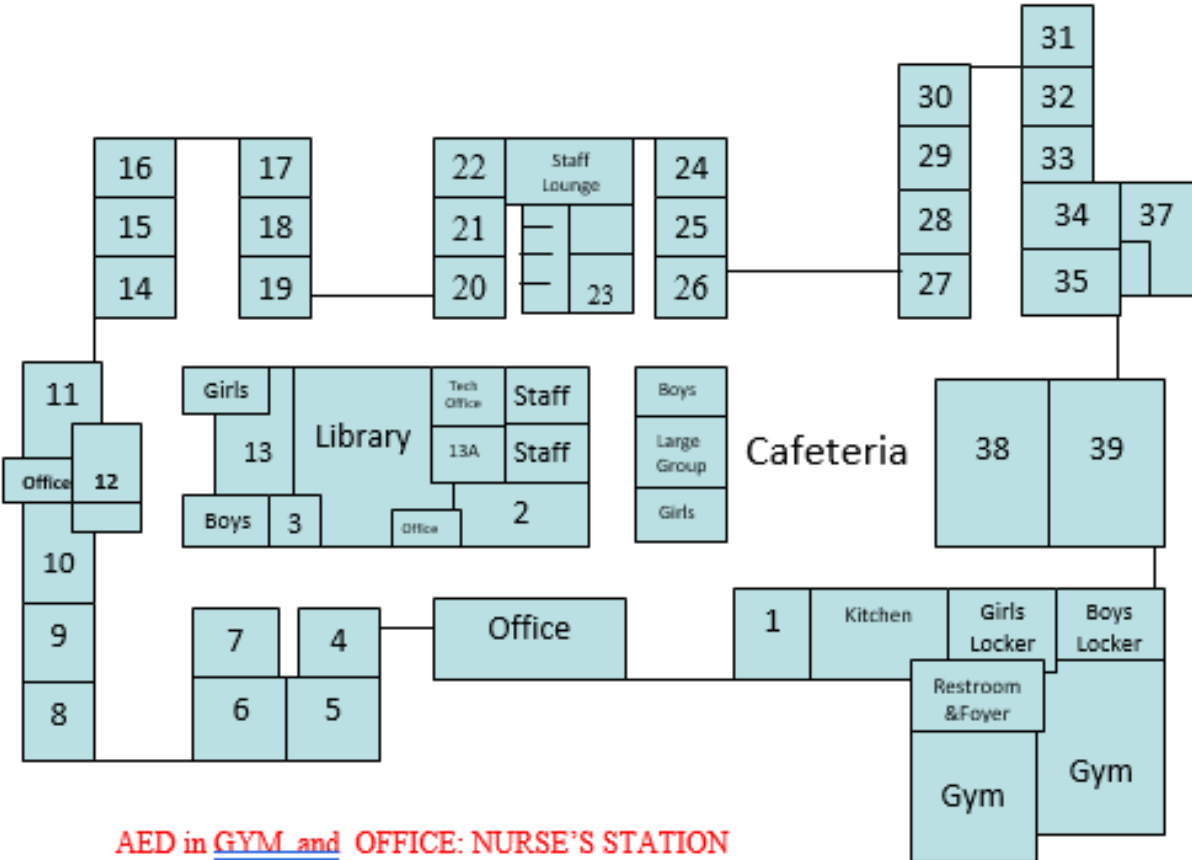 31
30
32
29
33
16
17
22
Staff
Lounge
24
28
34
37
15
18
21
25
14
19
20
23
26
27
35
11
Girls
Tech
Office
Staff
Boys
13
Library
13A
Staff
Large
Group
Cafeteria
38
39
Office
12
Boys
3
Office
2
Girls
10
9
7
4
Office
1
Kitchen
Girls
Locker
Boys
Locker
8
6
5
Restroom
&Foyer
Gym
Gym
AED in GYM and OFFICE: NURSE'S STATION